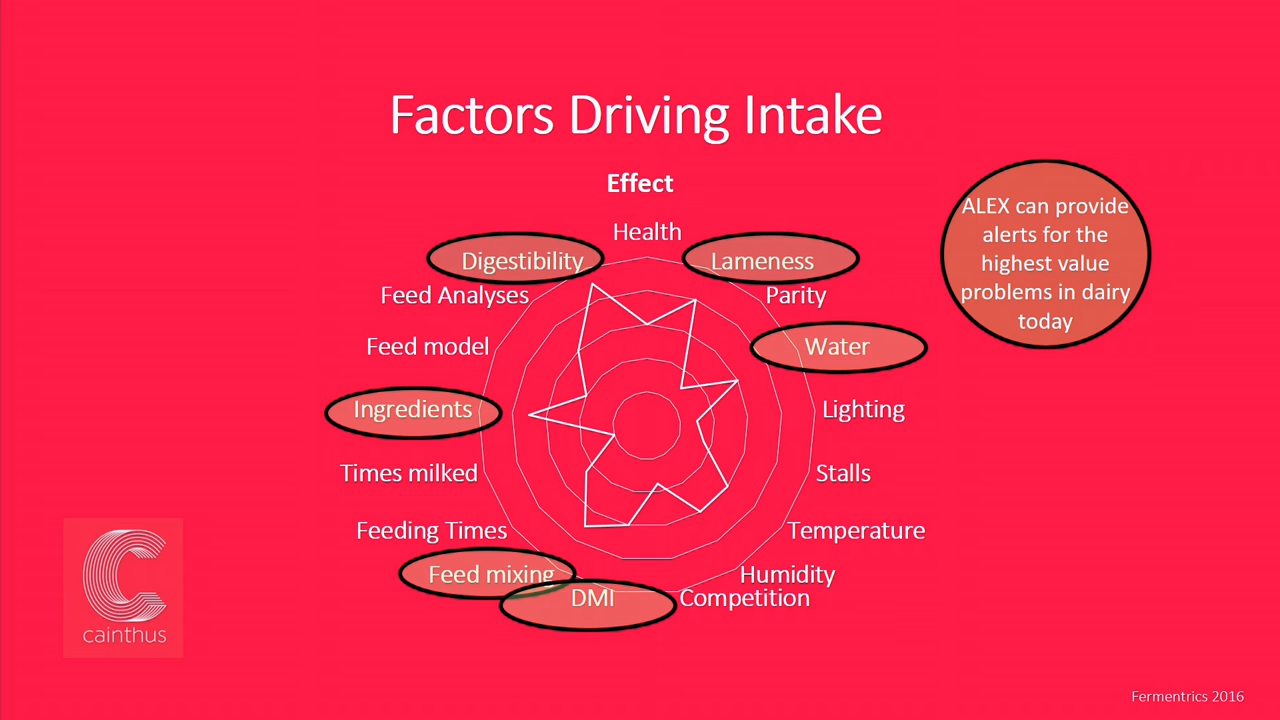 Factors Driving Intake
Effect
Health
Digestibility
Lameness
Feed Analyses
Parity
Feed model
Water
Ingredients
Lighting
Times milked
Stalls
Feeding Times
Temperature
Feed mixing
Humidity
DMI
Competition
ALEX can provide
alerts for the
highest value
problems in dairy
today
cainthus
Fermentrics 2016